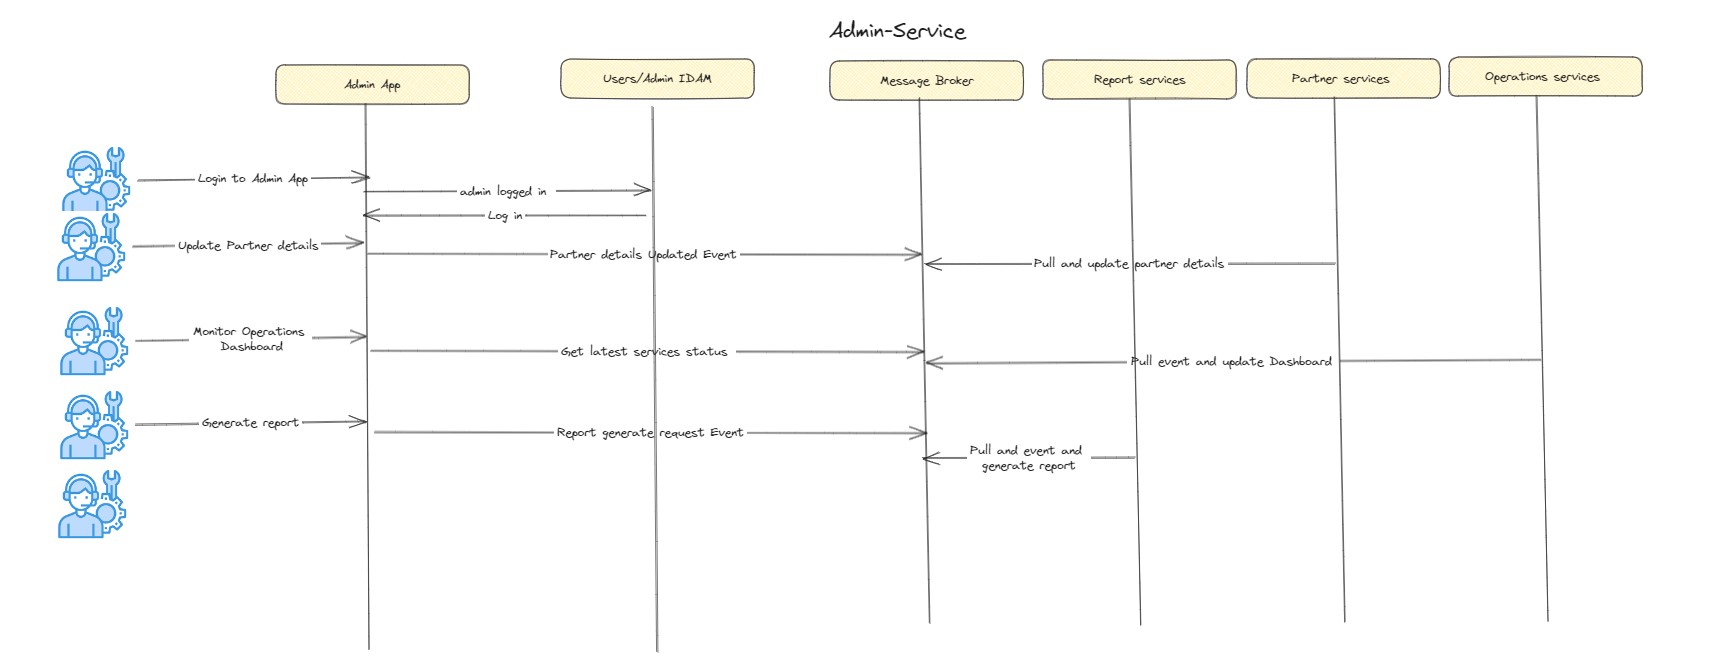 Admin-Service
Admin App
Users/Admin IDAM
Message Broker
Report services
Partner services
Operations services
Login to Admin App
admin logged in
Log in
Update Partner details
Partner details Updated Event
Pull and update partner details
Monitor Operations
Dashboard
Get latest services status
Pull event and update Dashboard
Generate report
Report generate request Event
Pull and event and
generate report